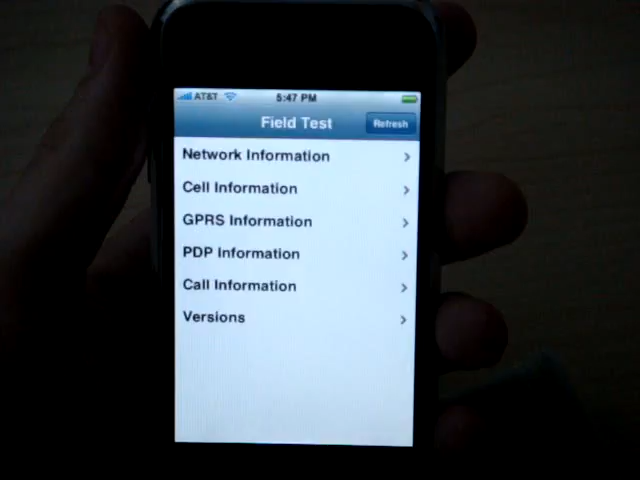 AT&T 5:47 PM
Field Test Refresh
Network Information
Cell Information
GPRS Information
PDP Information
Call Information
Versions